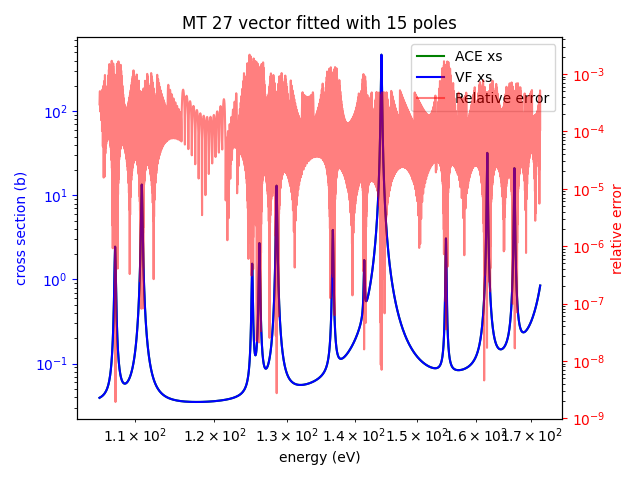 MT 27 vector fitted with 15 poles
ACE xs
VF xs
Relative error
cross section (b)
10² 10¹ 10⁰ 10⁻¹
10⁻³ 10⁻⁴ 10⁻⁵ 10⁻⁶ 10⁻⁷ 10⁻⁸ 10⁻⁹
relative error
1.1 × 10² 1.2 × 10² 1.3 × 10² 1.4 × 10² 1.5 × 10² 1.6 × 10² 1.7 × 10²
energy (eV)